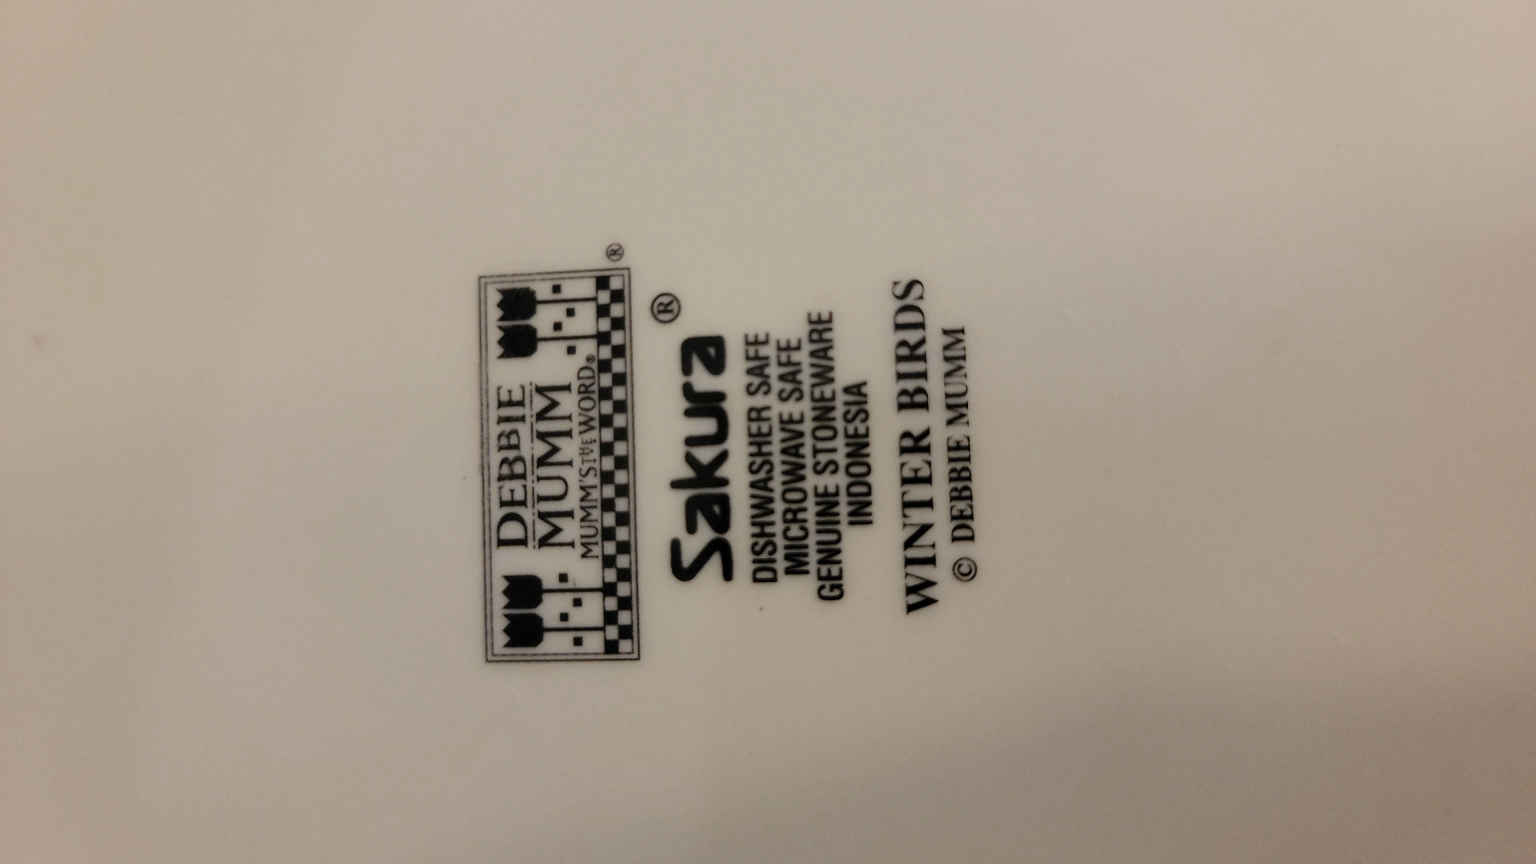 DEBBIE
MUMM
MUMM'S THE WORD®
®
Sakura®
DISHWASHER SAFE
MICROWAVE SAFE
GENUINE STONEWARE
INDONESIA
WINTER BIRDS
© DEBBIE MUMM